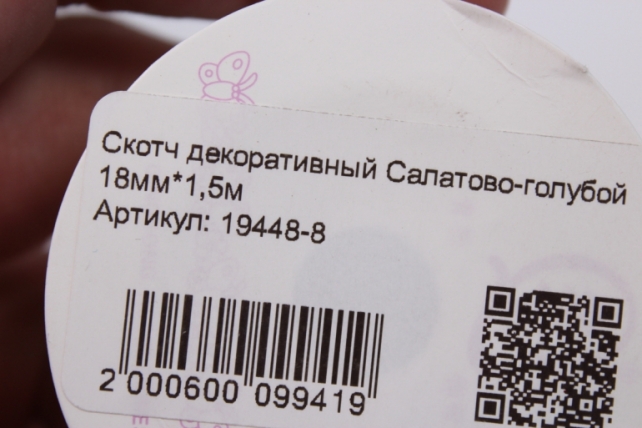 Скотч декоративный Салатово-голубой
18мм*1,5м
Артикул: 19448-8
2 000600 099419